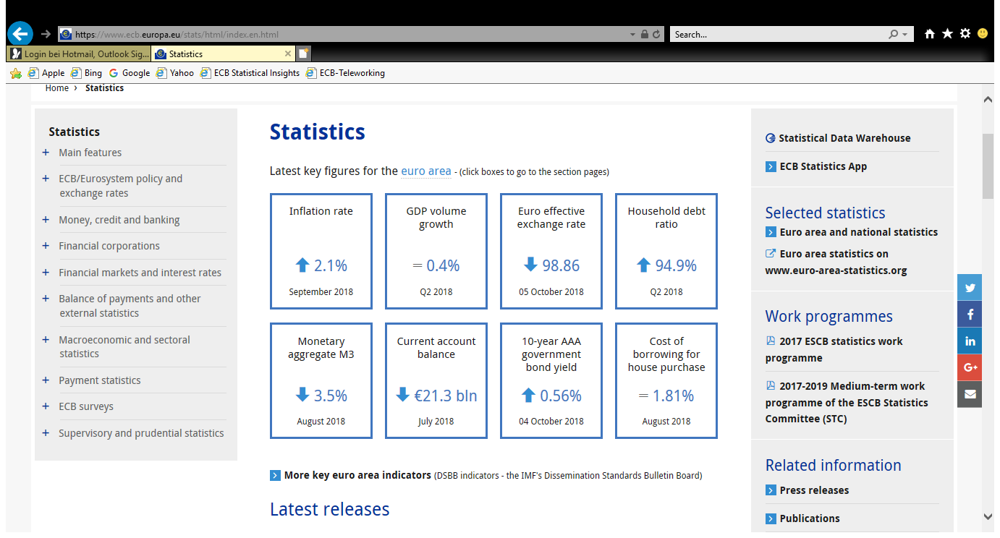 https://www.ecb.europa.eu/stats/html/index.en.html
Search...
Login bei Hotmail, Outlook Sig...
Statistics
Apple
Bing
Google
Yahoo
ECB Statistical Insights
ECB-Teleworking
Home › Statistics
Statistics
+ Main features
+ ECB/Eurosystem policy and
exchange rates
+ Money, credit and banking
+ Financial corporations
+ Financial markets and interest rates
+ Balance of payments and other
external statistics
+ Macroeconomic and sectoral
statistics
+ Payment statistics
+ ECB surveys
+ Supervisory and prudential statistics
Statistics
Latest key figures for the euro area - (click boxes to go to the section pages)
Inflation rate
2.1%
September 2018
GDP volume
growth
= 0.4%
Q2 2018
Euro effective
exchange rate
98.86
05 October 2018
Household debt
ratio
94.9%
Q2 2018
Monetary
aggregate M3
3.5%
August 2018
Current account
balance
€21.3 bln
July 2018
10-year AAA
government
bond yield
0.56%
04 October 2018
Cost of
borrowing for
house purchase
= 1.81%
August 2018
More key euro area indicators (DSBB indicators - the IMF's Dissemination Standards Bulletin Board)
Latest releases
Statistical Data Warehouse
ECB Statistics App
Selected statistics
Euro area and national statistics
Euro area statistics on
www.euro-area-statistics.org
Work programmes
2017 ESCB statistics work
programme
2017-2019 Medium-term work
programme of the ESCB Statistics
Committee (STC)
Related information
Press releases
Publications
f
in
G+